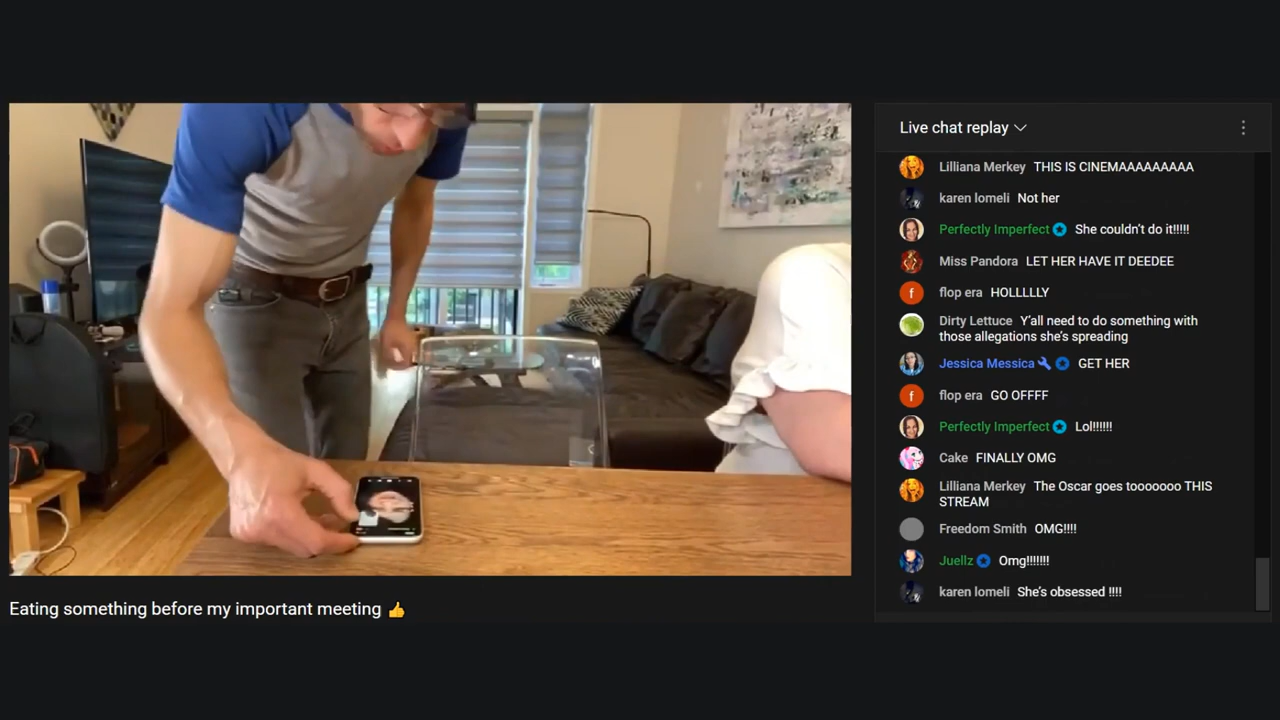 Live chat replay
Lilliana Merkey THIS IS CINEMAAAAAAAAA
karen lomeli Not her
Perfectly Imperfect She couldn't do it!!!!!
Miss Pandora LET HER HAVE IT DEEDEE
f flop era HOLLLLLY
Dirty Lettuce Y'all need to do something with
those allegations she's spreading
Jessica Messica GET HER
f flop era GO OFFFF
Perfectly Imperfect Lol!!!!!!
Cake FINALLY OMG
Lilliana Merkey The Oscar goes tooooooo THIS
STREAM
Freedom Smith OMG!!!!
Juellz Omg!!!!!!!
karen lomeli She's obsessed !!!!
Eating something before my important meeting 👍